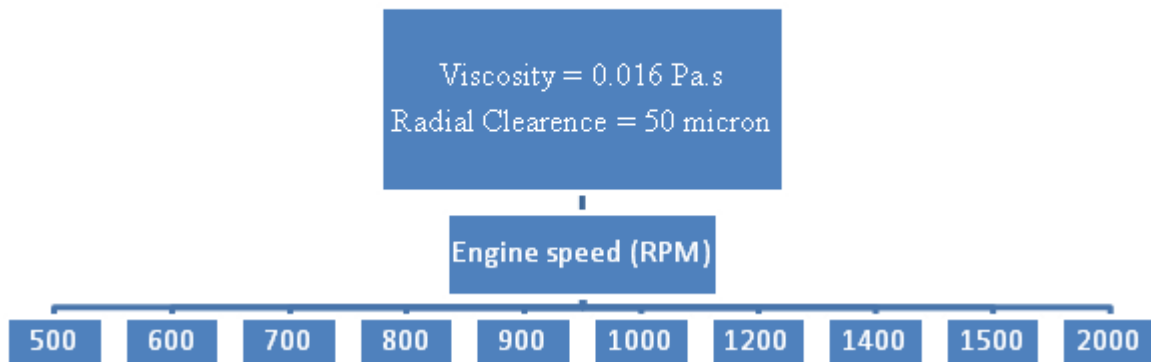 Viscosity = 0.016 Pa.s
Radial Clearence = 50 micron
Engine speed (RPM)
500 600 700 800 900 1000 1200 1400 1500 2000